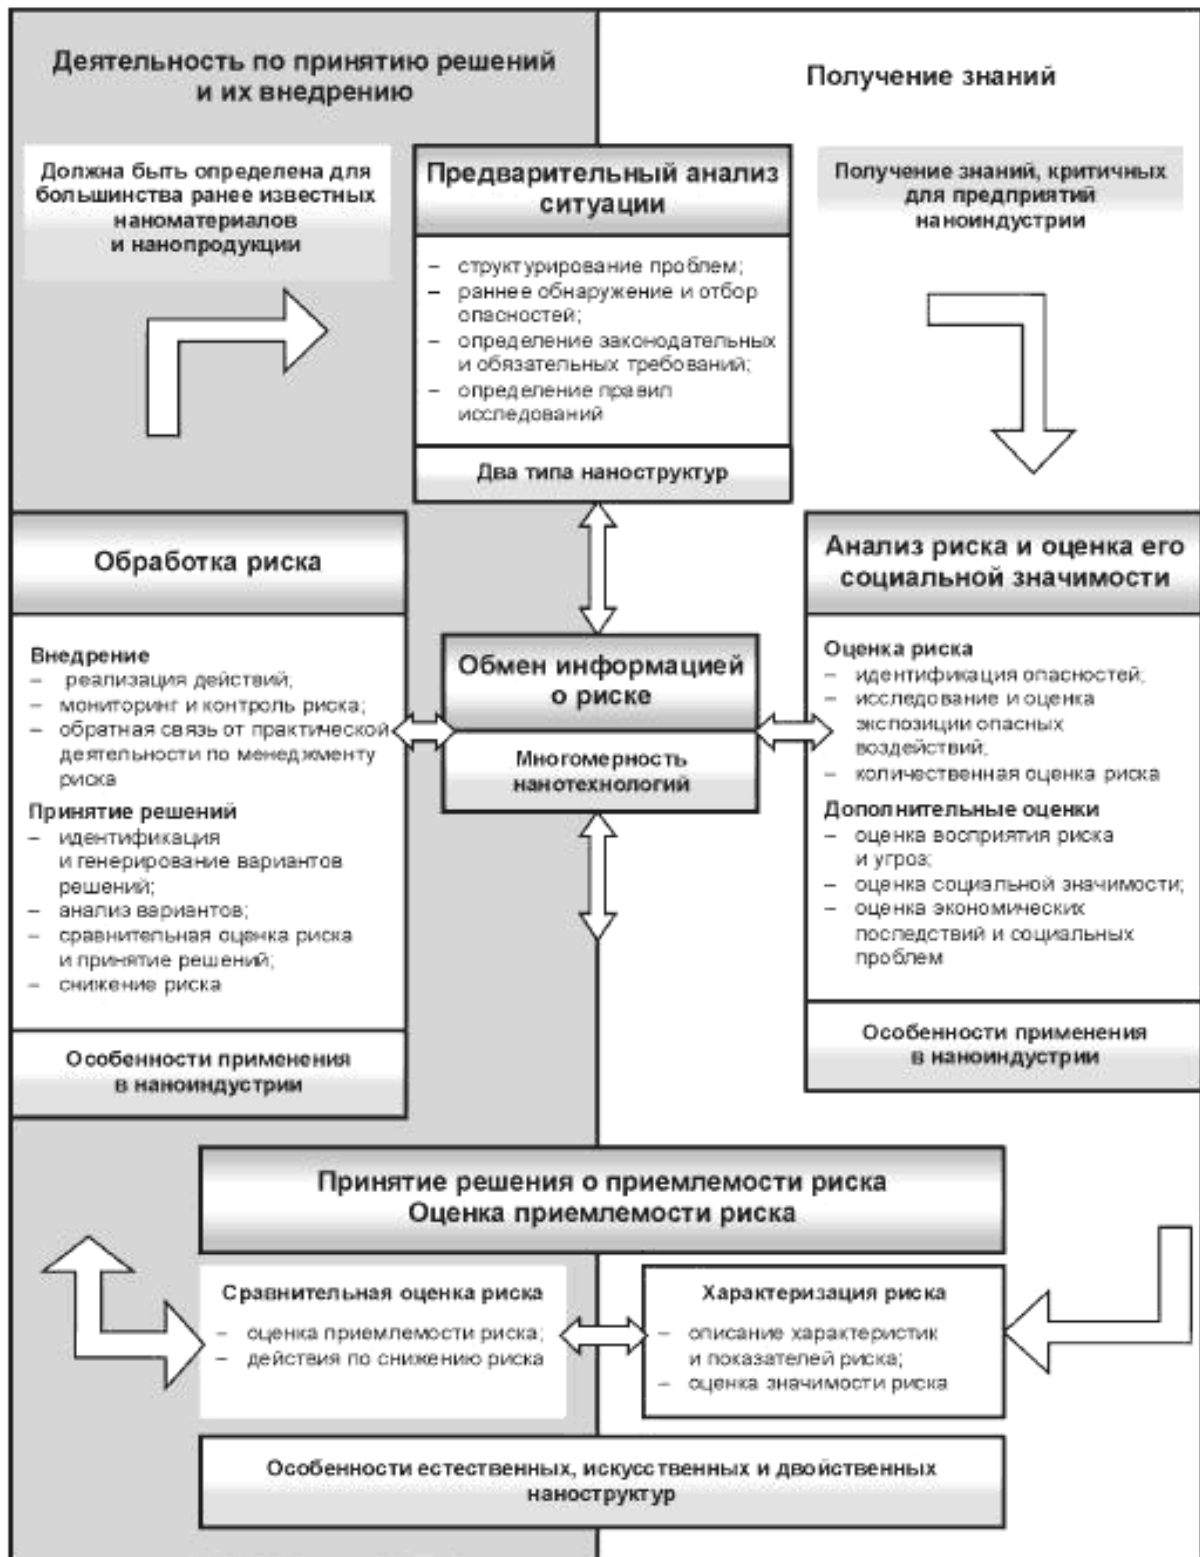 Деятельность по принятию решений
и их внедрению
Получение знаний
Должна быть определена для
большинства ранее известных
наноматериалов
и нанопродукции
Предварительный анализ
ситуации
– структурирование проблем;
– раннее обнаружение и отбор
опасностей;
– определение законодательных
и обязательных требований;
– определение правил
исследований
Два типа наноструктур
Получение знаний, критичных
для предприятий
наноиндустрии
Обработка риска
Внедрение
– реализация действий;
– мониторинг и контроль риска;
– обратная связь от практической
деятельности по менеджменту
риска
Принятие решений
– идентификация
и генерирование вариантов
решений;
– анализ вариантов;
– сравнительная оценка риска
и принятие решений;
– снижение риска
Особенности применения
в наноиндустрии
Обмен информацией
о риске
Многомерность
нанотехнологий
Анализ риска и оценка его
социальной значимости
Оценка риска
– идентификация опасностей;
– исследование и оценка
экспозиции опасных
воздействий;
– количественная оценка риска
Дополнительные оценки
– оценка восприятия риска
и угроз;
– оценка социальной значимости;
– оценка экономических
последствий и социальных
проблем
Особенности применения
в наноиндустрии
Принятие решения о приемлемости риска
Оценка приемлемости риска
Сравнительная оценка риска
– оценка приемлемости риска;
– действия по снижению риска
Характеризация риска
– описание характеристик
и показателей риска;
– оценка значимости риска
Особенности естественных, искусственных и двойственных
наноструктур